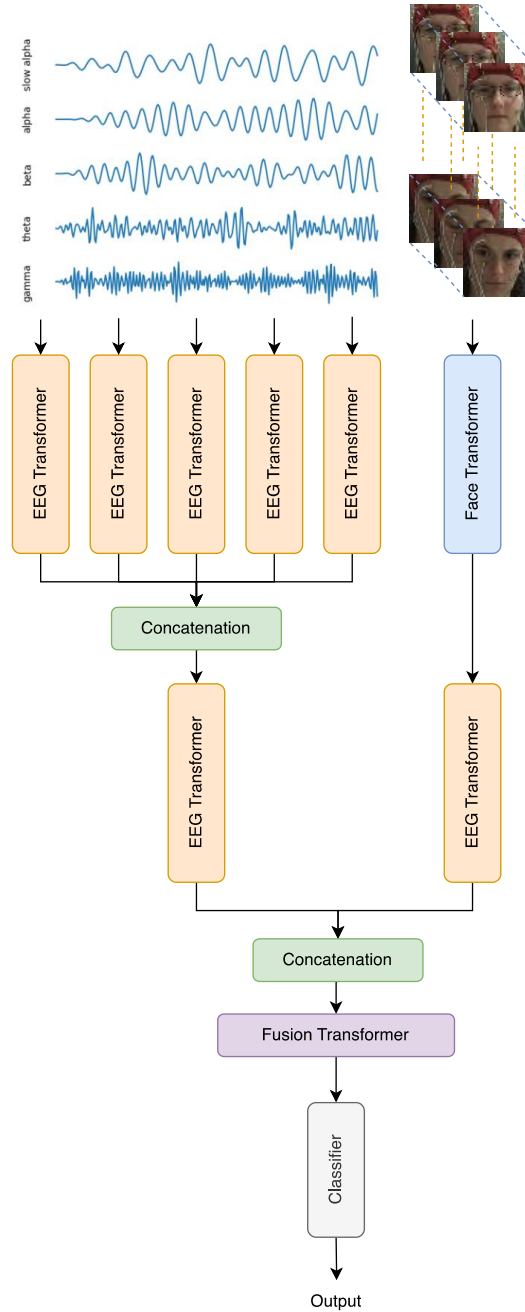 slow alpha
alpha
beta
theta
gamma
EEG Transformer
EEG Transformer
EEG Transformer
EEG Transformer
EEG Transformer
Face Transformer
Concatenation
EEG Transformer
EEG Transformer
Concatenation
Fusion Transformer
Classifier
Output